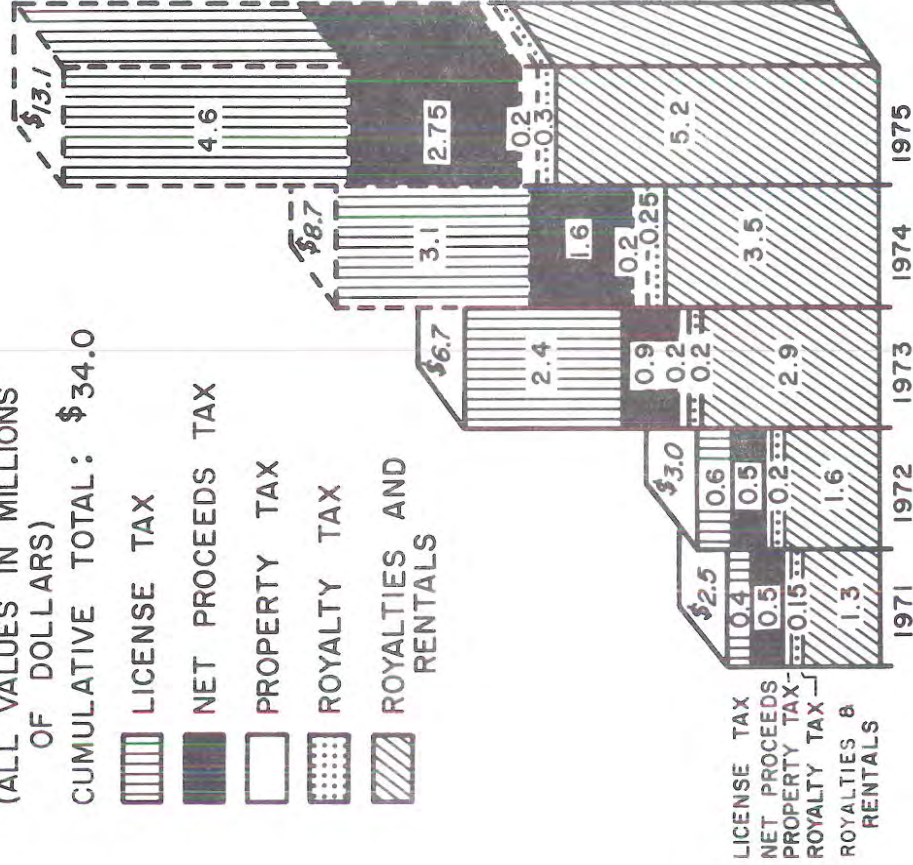 (ALL VALUES IN MILLIONS
OF DOLLARS)
CUMULATIVE TOTAL: $34.0
LICENSE TAX
NET PROCEEDS TAX
PROPERTY TAX
ROYALTY TAX
ROYALTIES AND
RENTALS
LICENSE TAX
NET PROCEEDS
PROPERTY TAX
ROYALTY TAX
ROYALTIES &
RENTALS
$2.5
0.4
0.5
0.15
1.3
1971
$3.0
0.6
0.5
0.2
1.6
1972
$6.7
2.4
0.9
0.2
0.2
2.9
1973
$8.7
3.1
1.6
0.2
0.25
3.5
1974
$13.1
4.6
2.75
0.2
0.3
5.2
1975